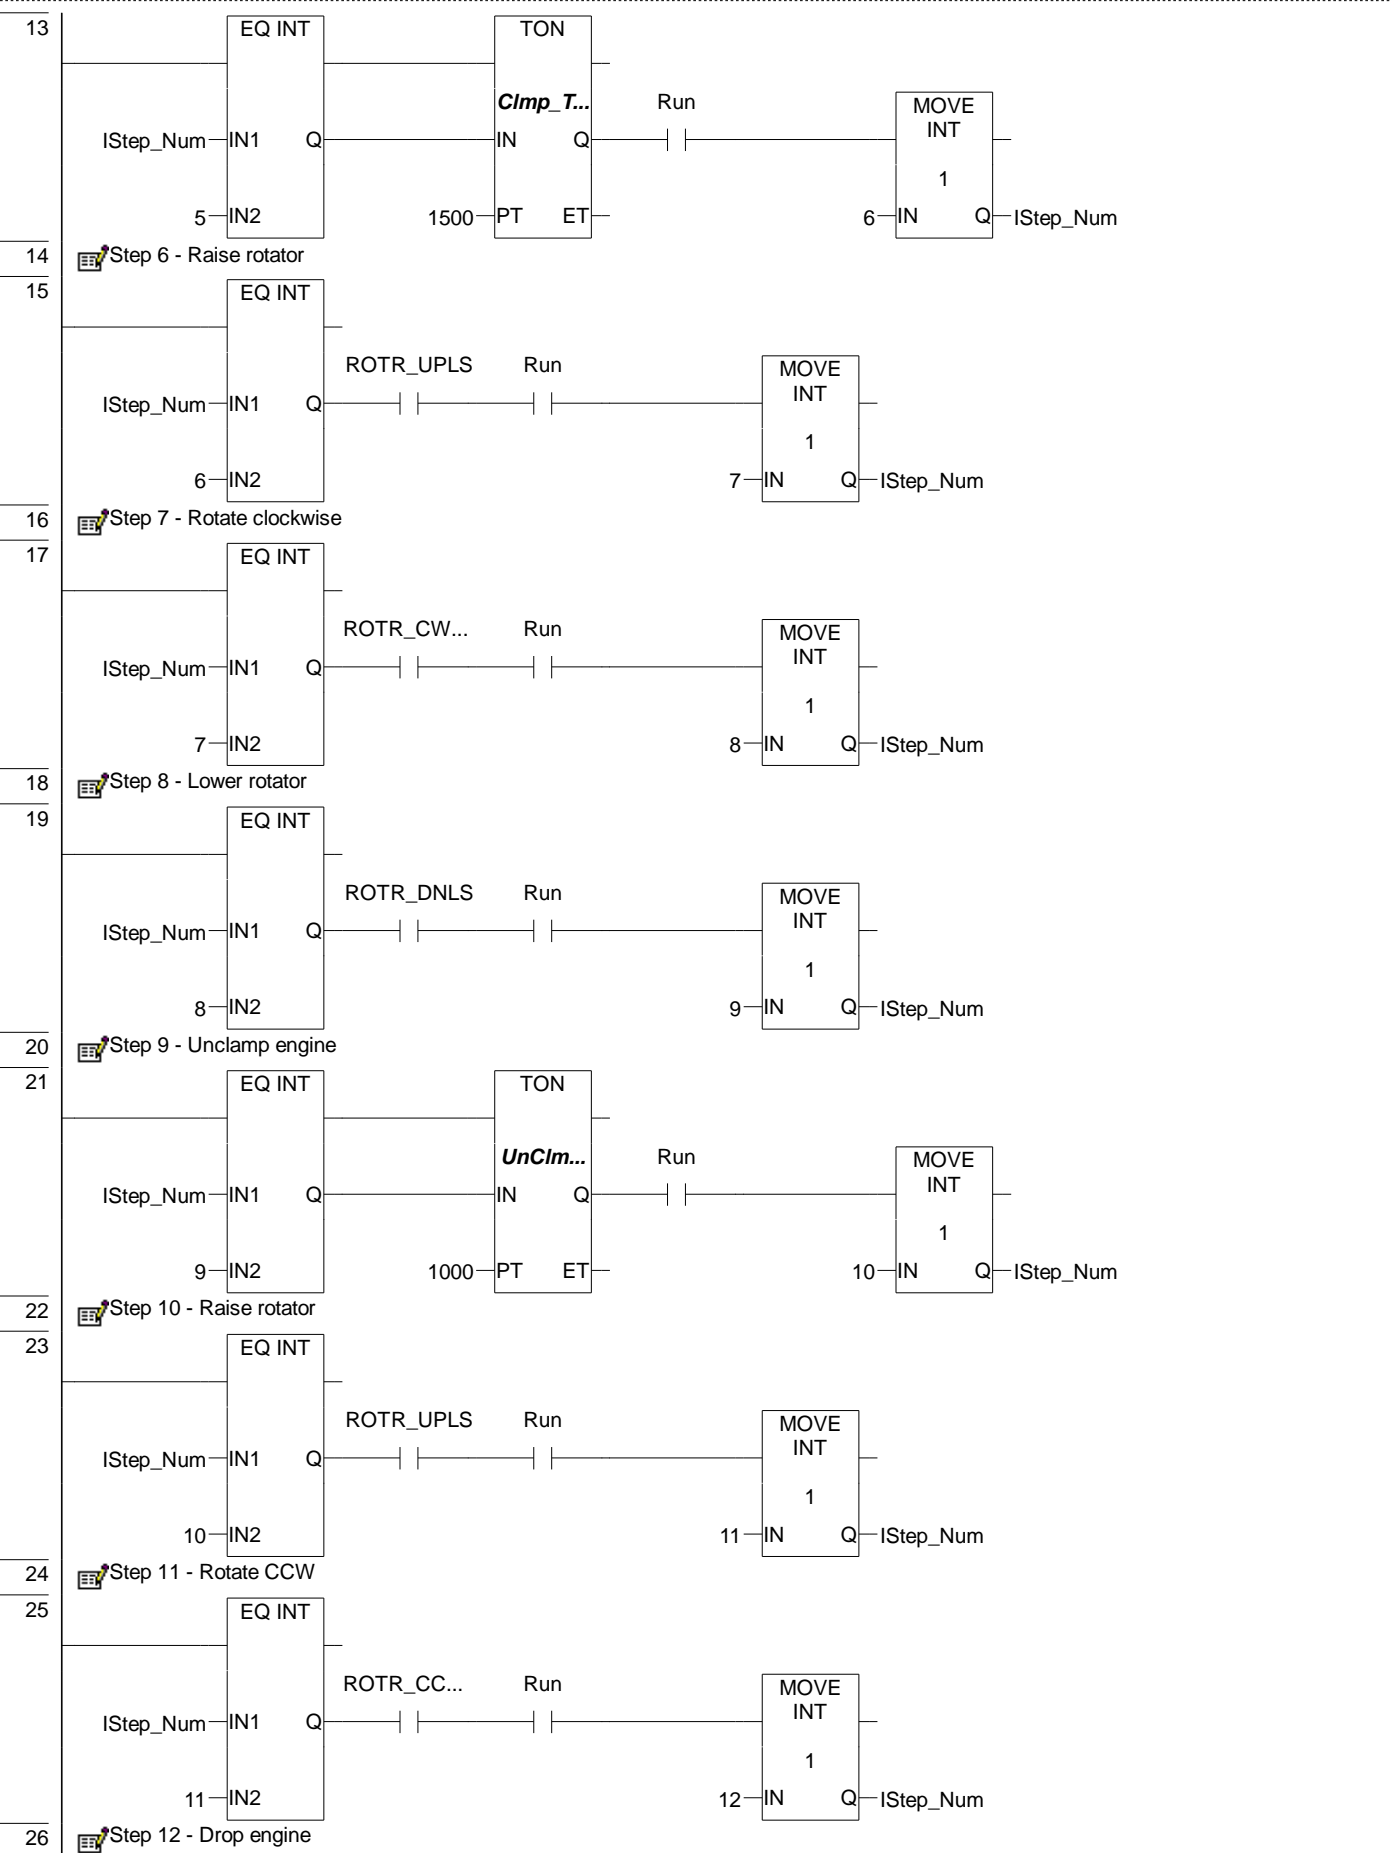 13
EQ INT
TON
Clmp_T...
Run
MOVE
INT
IStep_Num
IN1
Q
IN
Q
1
5
IN2
1500
PT
ET
6
IN
Q
IStep_Num
14
Step 6 - Raise rotator
15
EQ INT
ROTR_UPLS
Run
MOVE
INT
IStep_Num
IN1
Q
1
6
IN2
7
IN
Q
IStep_Num
16
Step 7 - Rotate clockwise
17
EQ INT
ROTR_CW...
Run
MOVE
INT
IStep_Num
IN1
Q
1
7
IN2
8
IN
Q
IStep_Num
18
Step 8 - Lower rotator
19
EQ INT
ROTR_DNLS
Run
MOVE
INT
IStep_Num
IN1
Q
1
8
IN2
9
IN
Q
IStep_Num
20
Step 9 - Unclamp engine
21
EQ INT
TON
UnClm...
Run
MOVE
INT
IStep_Num
IN1
Q
IN
Q
1
9
IN2
1000
PT
ET
10
IN
Q
IStep_Num
22
Step 10 - Raise rotator
23
EQ INT
ROTR_UPLS
Run
MOVE
INT
IStep_Num
IN1
Q
1
10
IN2
11
IN
Q
IStep_Num
24
Step 11 - Rotate CCW
25
EQ INT
ROTR_CC...
Run
MOVE
INT
IStep_Num
IN1
Q
1
11
IN2
12
IN
Q
IStep_Num
26
Step 12 - Drop engine